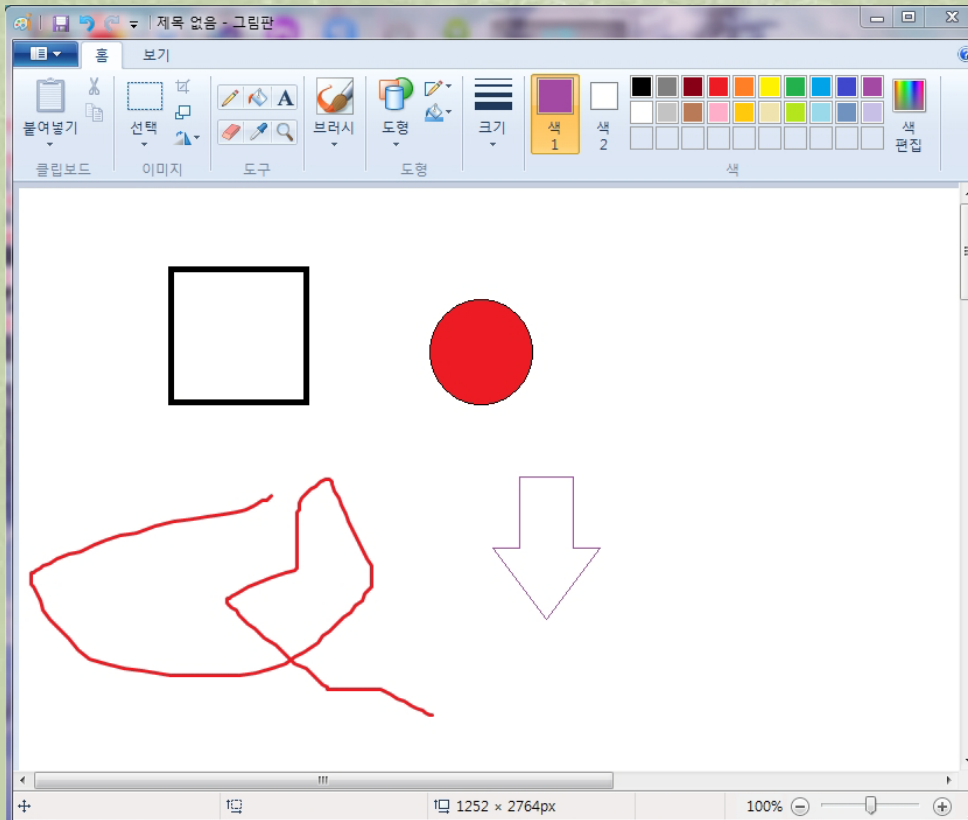 제목 없음 - 그림판
홈 보기
붙여넣기
선택
A
브러시
도형
크기
색
1
색
2
색
편집
클립보드
이미지
도구
도형
색
1252 × 2764px
100%